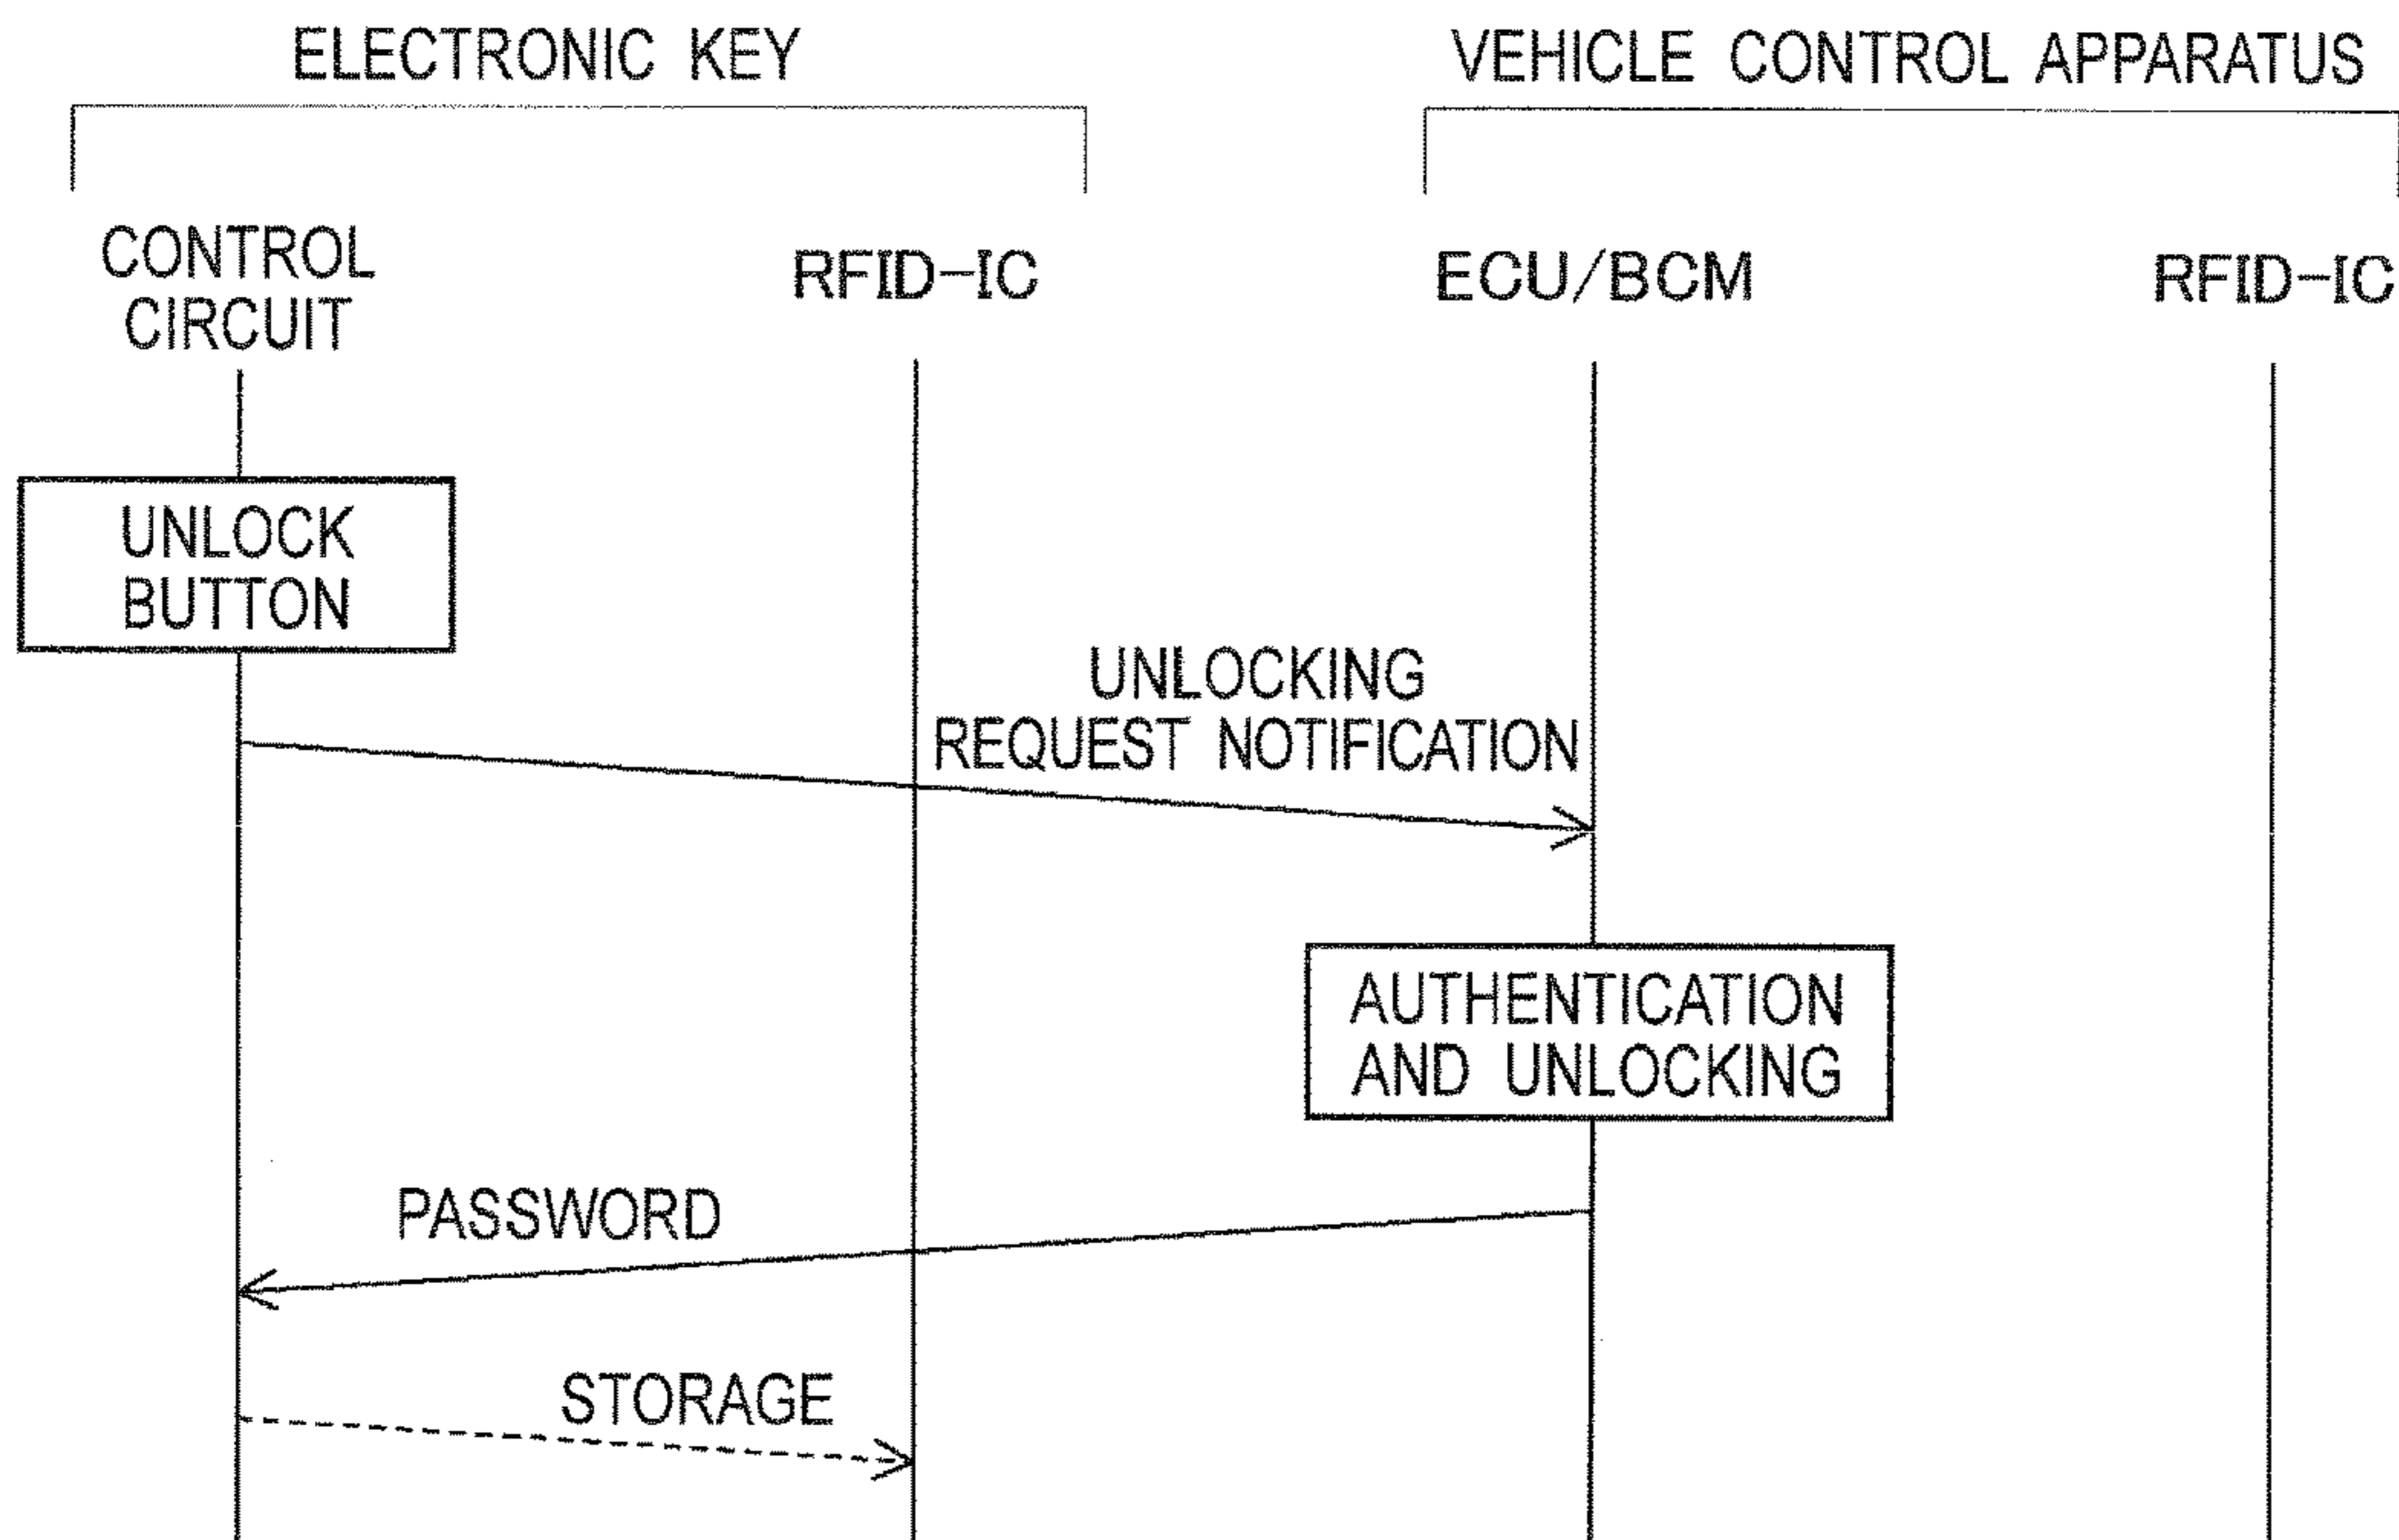 ELECTRONIC KEY
VEHICLE CONTROL APPARATUS
CONTROL
CIRCUIT
RFID-IC
ECU/BCM
RFID-IC
UNLOCK
BUTTON
UNLOCKING
REQUEST NOTIFICATION
AUTHENTICATION
AND UNLOCKING
PASSWORD
STORAGE